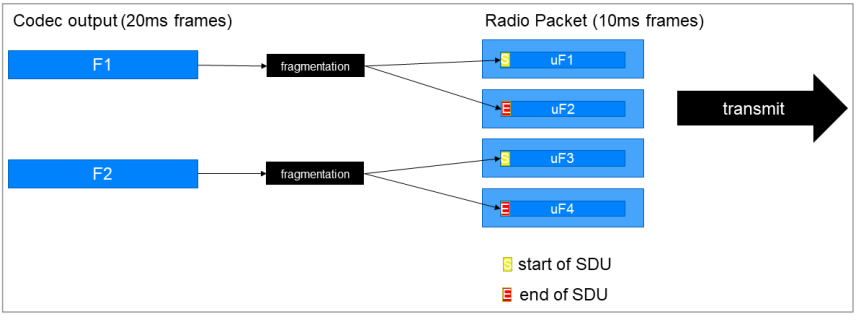 Codec output (20ms frames)
Radio Packet (10ms frames)
F1
fragmentation
S uF1
E uF2
transmit
F2
fragmentation
S uF3
E uF4
S start of SDU
E end of SDU